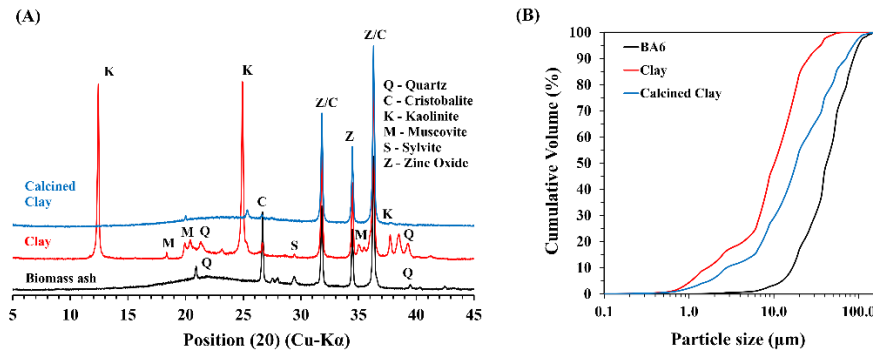 (A)
Z/C
K
K
Q - Quartz
C - Cristobalite
K - Kaolinite
M - Muscovite
S - Sylvite
Z - Zinc Oxide
Z/C
Z
Calcined
Clay
C
K
Clay
M
M
Q
S
M
Q
Biomass ash
Q
Q
5
10
15
20
25
30
35
40
45
Position (20) (Cu-Kα)
(B)
BA6
Clay
Calcined Clay
Cumulative Volume (%)
100
90
80
70
60
50
40
30
20
10
0
0.1
1.0
10.0
100.0
Particle size (μm)